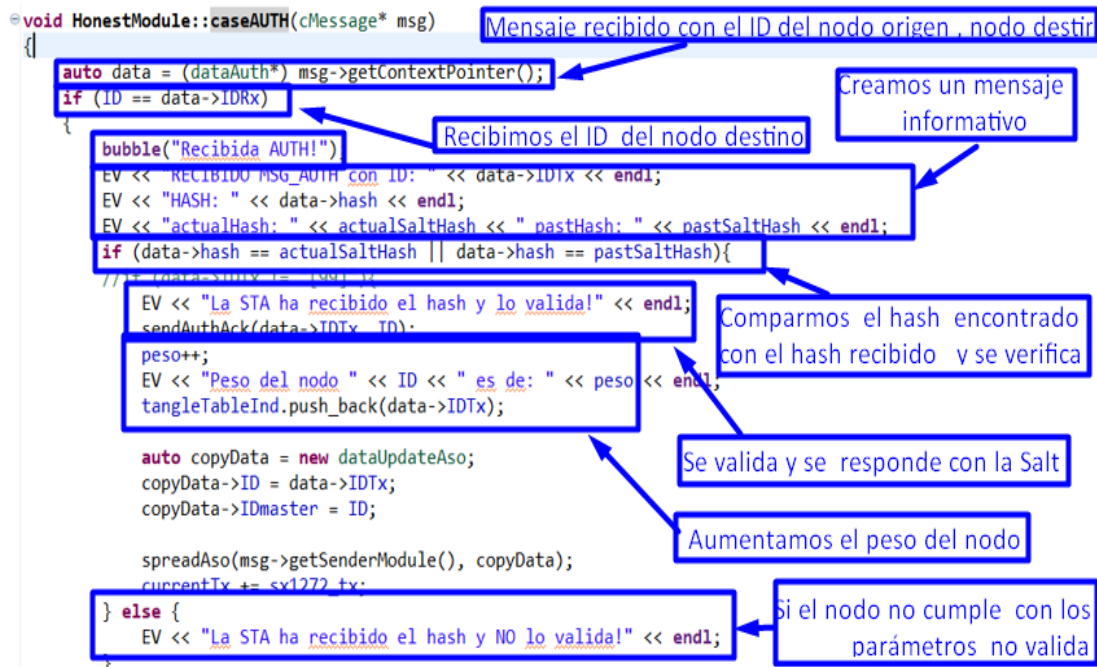 void HonestModule::caseAUTH(cMessage* msg)
Mensaje recibido con el ID del nodo origen , nodo destir
{
auto data = (dataAuth*) msg->getContextPointer();
if (ID == data->IDRx)
Creamos un mensaje
informativo
{
Recibimos el ID del nodo destino
bubble("Recibida AUTH!")
EV << "RECIBIDO MSG_AUTH con ID: " << data->IDTx << endl;
EV << "HASH: " << data->hash << endl;
EV << "actualHash: " << actualSaltHash << " pastHash: " << pastSaltHash << endl;
if (data->hash == actualSaltHash || data->hash == pastSaltHash){
//if (data->IDTx != "[99]"){
EV << "La STA ha recibido el hash y lo valida!" << endl;
sendAuthAck(data->IDTx, ID);
Comparmos el hash encontrado
con el hash recibido y se verifica
peso++;
EV << "Peso del nodo " << ID << " es de: " << peso << endl;
tangleTableInd.push_back(data->IDTx);
Se valida y se responde con la Salt
auto copyData = new dataUpdateAso;
copyData->ID = data->IDTx;
copyData->IDmaster = ID;
Aumentamos el peso del nodo
spreadAso(msg->getSenderModule(), copyData);
currentTx += sx1272_tx;
} else {
EV << "La STA ha recibido el hash y NO lo valida!" << endl;
Si el nodo no cumple con los
parámetros no valida
}